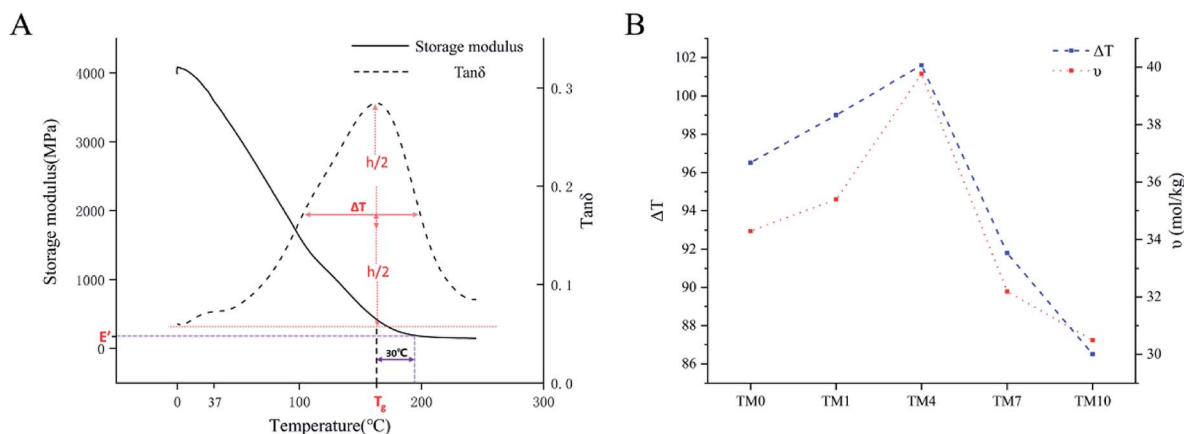 A
Storage modulus
Tanδ
Storage modulus(MPa)
4000
3000
2000
1000
0
E'
h/2
ΔT
h/2
30℃
0
37
100
200
300
Tg
Temperature(℃)
0.3
0.2
0.1
0.0
Tanδ
B
ΔT
υ
ΔT
102
100
98
96
94
92
90
88
86
TM0
TM1
TM4
TM7
TM10
40
38
36
34
32
30
υ (mol/kg)